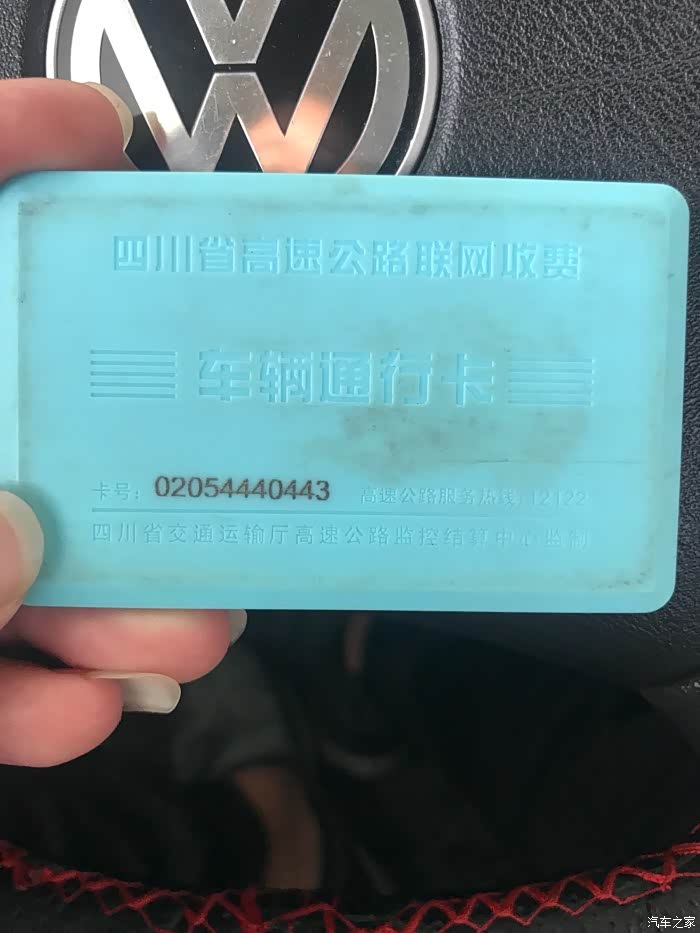 四川省高速公路联网收费
车辆通行卡
卡号：02054440443 高速公路服务热线：12122
四川省交通运输厅高速公路监控结算中心监制
汽车之家